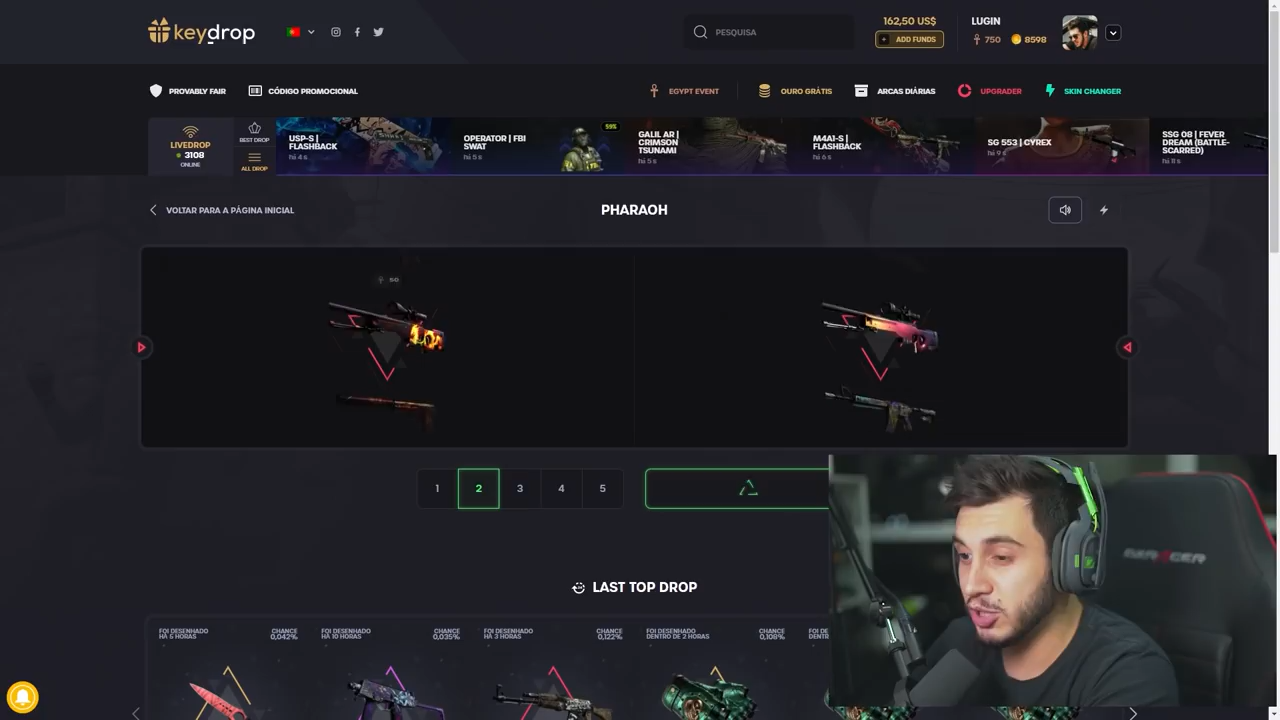 keydrop
PESQUISA
162,50 US$
+ ADD FUNDS
LUGIN
750
8598
PROVABLY FAIR
CÓDIGO PROMOCIONAL
EGYPT EVENT
OURO GRÁTIS
ARCAS DIÁRIAS
UPGRADER
SKIN CHANGER
LIVEDROP
3108
ONLINE
BEST DROP
ALL DROP
USP-S |
FLASHBACK
há 4 s
OPERATOR | FBI
SWAT
há 5 s
59%
GALIL AR |
CRIMSON
TSUNAMI
há 5 s
M4A1-S |
FLASHBACK
há 6 s
SG 553 | CYREX
há 9 s
SSG 08 | FEVER
DREAM (BATTLE-
SCARRED)
há 11 s
VOLTAR PARA A PÁGINA INICIAL
PHARAOH
50
1
2
3
4
5
LAST TOP DROP
FOI DESENHADO
HÁ 5 HORAS
CHANCE
0,042%
FOI DESENHADO
HÁ 10 HORAS
CHANCE
0,035%
FOI DESENHADO
HÁ 3 HORAS
CHANCE
0,122%
FOI DESENHADO
DENTRO DE 2 HORAS
CHANCE
0,108%